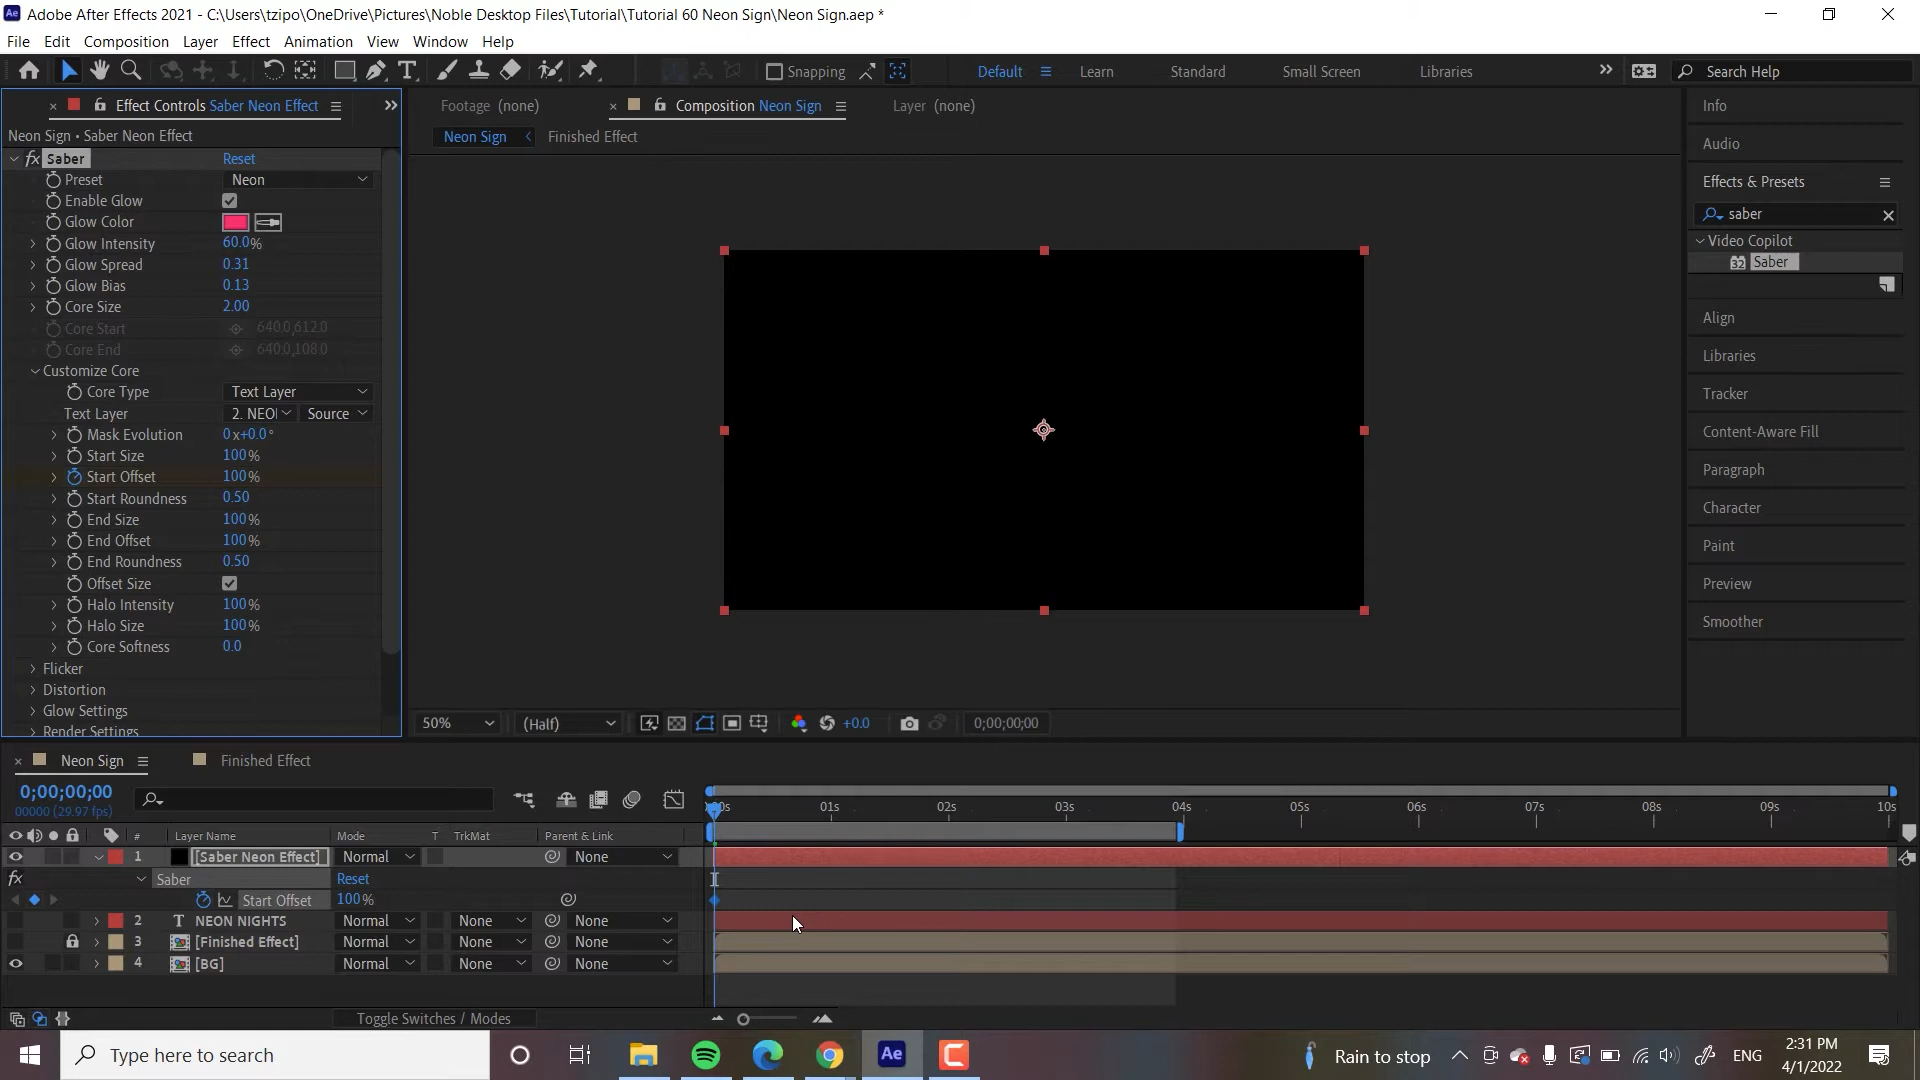 Adobe After Effects 2021 - C:\Users\tzipo\OneDrive\Pictures\Noble Desktop Files\Tutorial\Tutorial 60 Neon Sign\Neon Sign.aep *
File Edit Composition Layer Effect Animation View Window Help
Snapping Default Learn Standard Small Screen Libraries Search Help
Effect Controls Saber Neon Effect
Footage (none) Composition Neon Sign Layer (none)
Neon Sign • Saber Neon Effect
Neon Sign Finished Effect
fx Saber Reset
Preset Neon
Enable Glow
Glow Color
Glow Intensity 60.0%
Glow Spread 0.31
Glow Bias 0.13
Core Size 2.00
Core Start 640.0,612.0
Core End 640.0,108.0
Customize Core
Core Type Text Layer
Text Layer 2. NEO Source
Mask Evolution 0x+0.0°
Start Size 100%
Start Offset 100%
Start Roundness 0.50
End Size 100%
End Offset 100%
End Roundness 0.50
Offset Size
Halo Intensity 100%
Halo Size 100%
Core Softness 0.0
Flicker
Distortion
Glow Settings
Render Settings
Info
Audio
Effects & Presets
saber
Video Copilot
32 Saber
Align
Libraries
Tracker
Content-Aware Fill
Paragraph
Character
Paint
Preview
Smoother
50% (Half) +0.0 0;00;00;00
Neon Sign Finished Effect
0;00;00;00
00000 (29.97 fps)
00s 01s 02s 03s 04s 05s 06s 07s 08s 09s 10s
# Layer Name Mode T TrkMat Parent & Link
1 [Saber Neon Effect] Normal None
fx Saber Reset
Start Offset 100%
2 T NEON NIGHTS Normal None None
3 [Finished Effect] Normal None None
4 [BG] Normal None None
Toggle Switches / Modes
Type here to search
Ae
Rain to stop
ENG
2:31 PM
4/1/2022